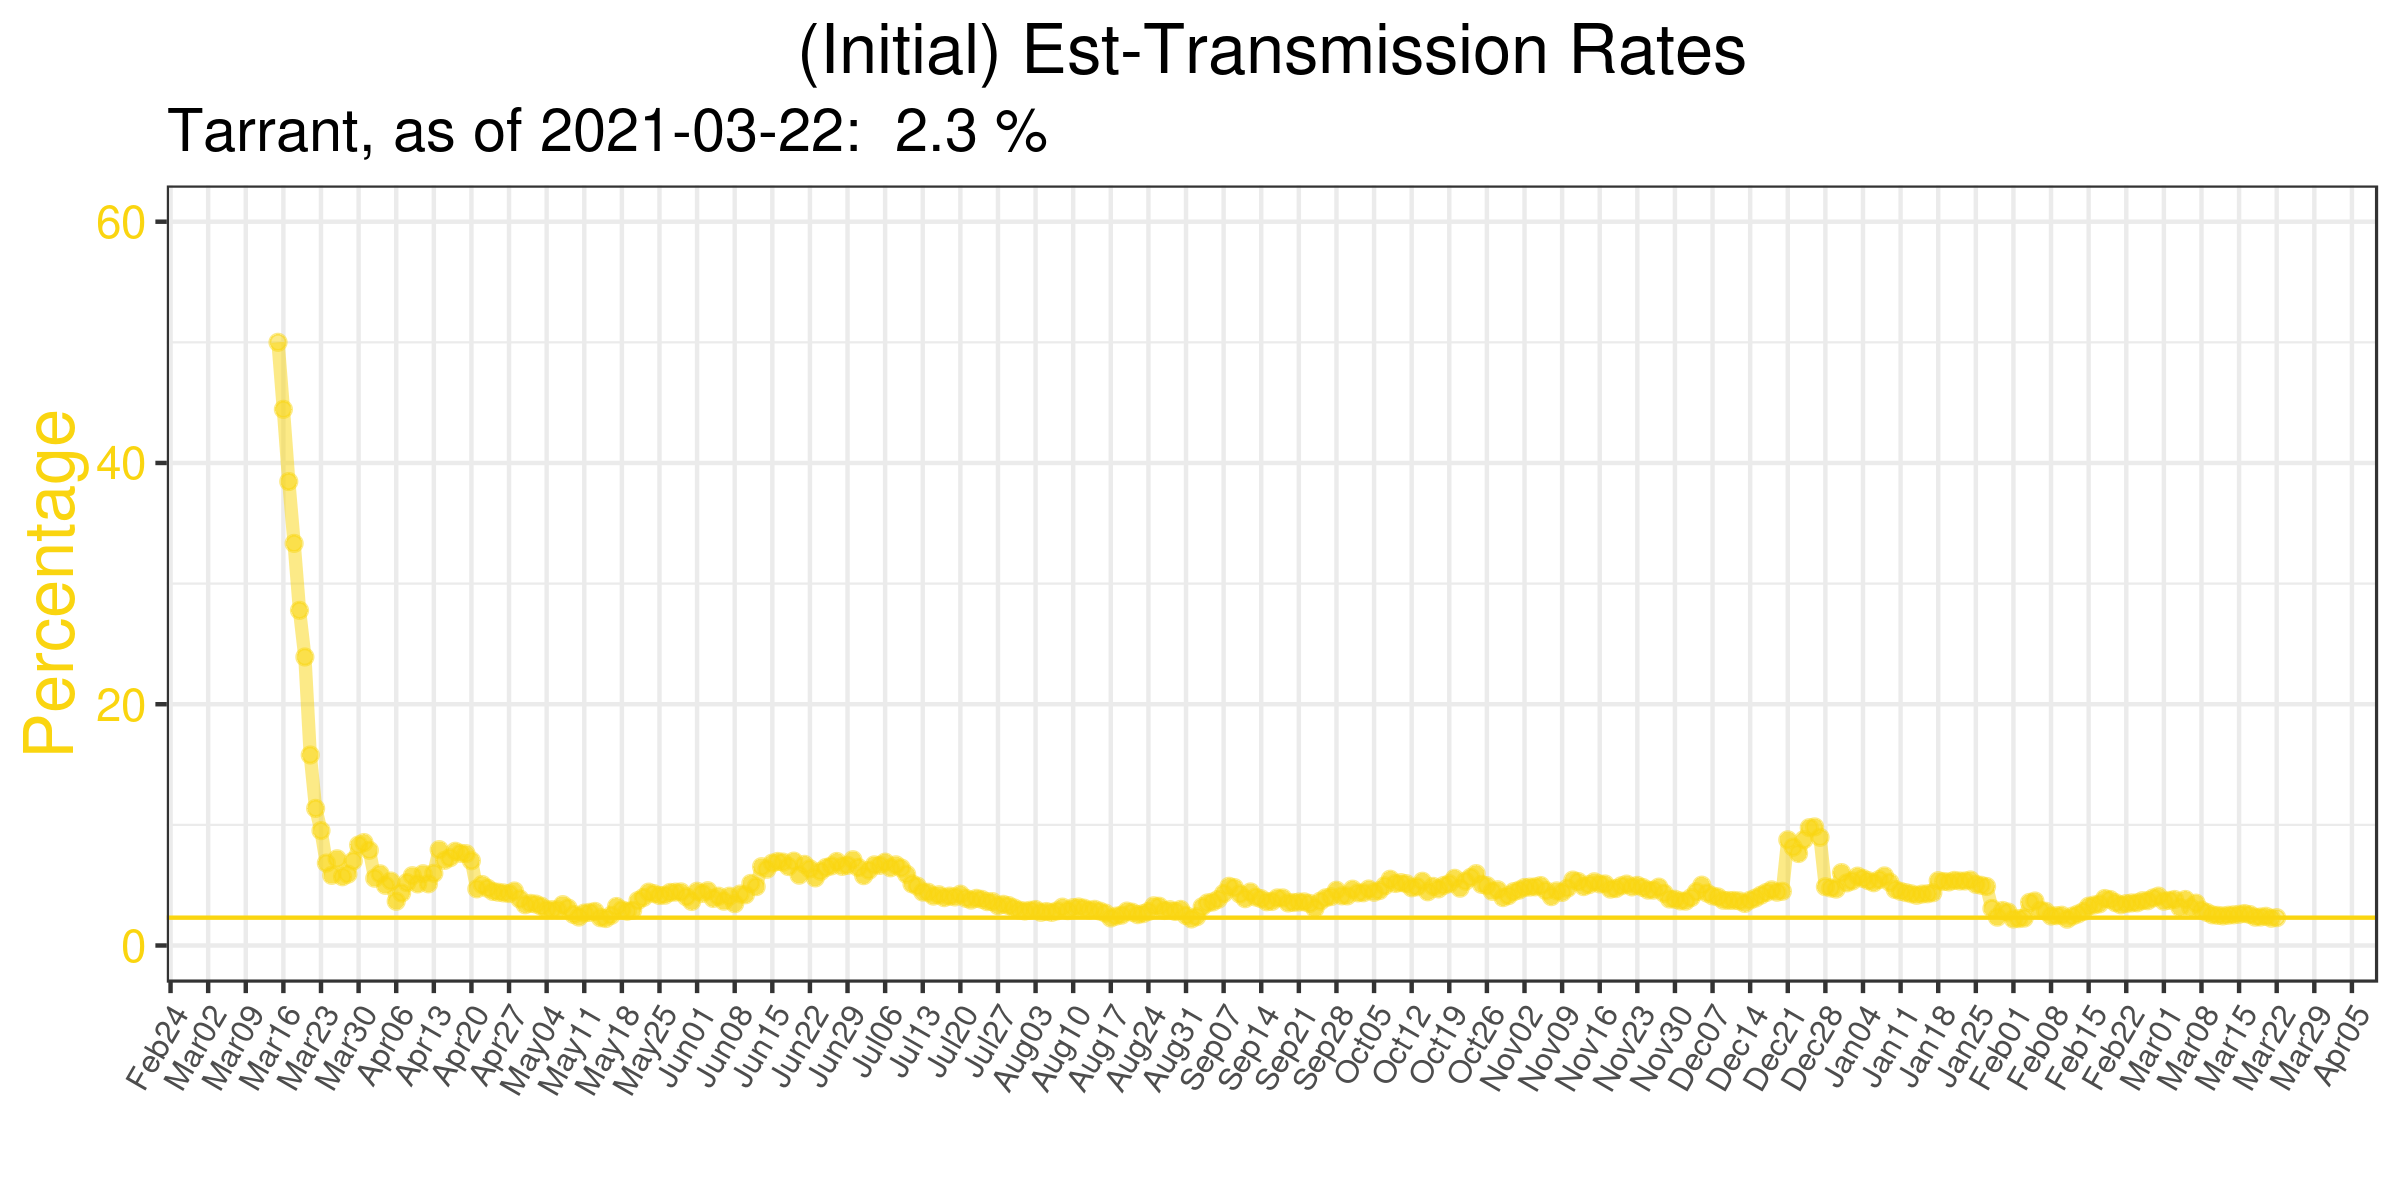 (Initial) Est-Transmission Rates
Tarrant, as of 2021-03-22:  2.3 %
Percentage
60
40
20
0
Feb24
Mar02
Mar09
Mar16
Mar23
Mar30
Apr06
Apr13
Apr20
Apr27
May04
May11
May18
May25
Jun01
Jun08
Jun15
Jun22
Jun29
Jul06
Jul13
Jul20
Jul27
Aug03
Aug10
Aug17
Aug24
Aug31
Sep07
Sep14
Sep21
Sep28
Oct05
Oct12
Oct19
Oct26
Nov02
Nov09
Nov16
Nov23
Nov30
Dec07
Dec14
Dec21
Dec28
Jan04
Jan11
Jan18
Jan25
Feb01
Feb08
Feb15
Feb22
Mar01
Mar08
Mar15
Mar22
Mar29
Apr05